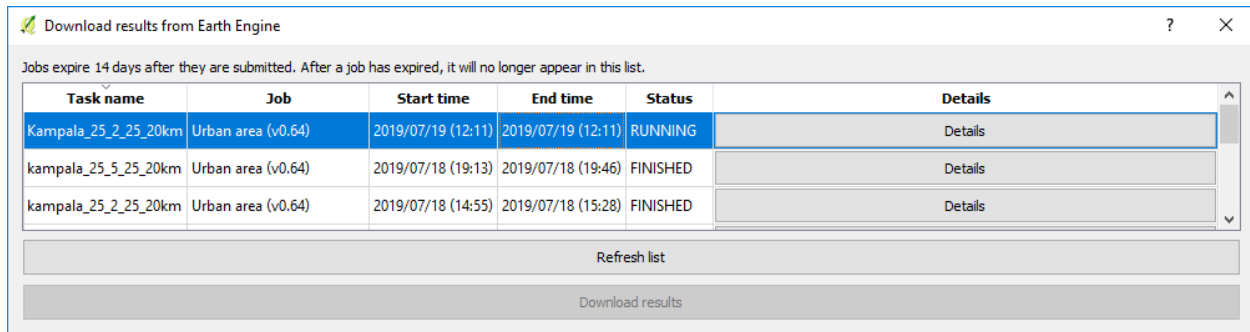 Download results from Earth Engine
Jobs expire 14 days after they are submitted. After a job has expired, it will no longer appear in this list.
Task name Job Start time End time Status Details
Kampala_25_2_25_20km Urban area (v0.64) 2019/07/19 (12:11) 2019/07/19 (12:11) RUNNING Details
kampala_25_5_25_20km Urban area (v0.64) 2019/07/18 (19:13) 2019/07/18 (19:46) FINISHED Details
kampala_25_2_25_20km Urban area (v0.64) 2019/07/18 (14:55) 2019/07/18 (15:28) FINISHED Details
Refresh list
Download results